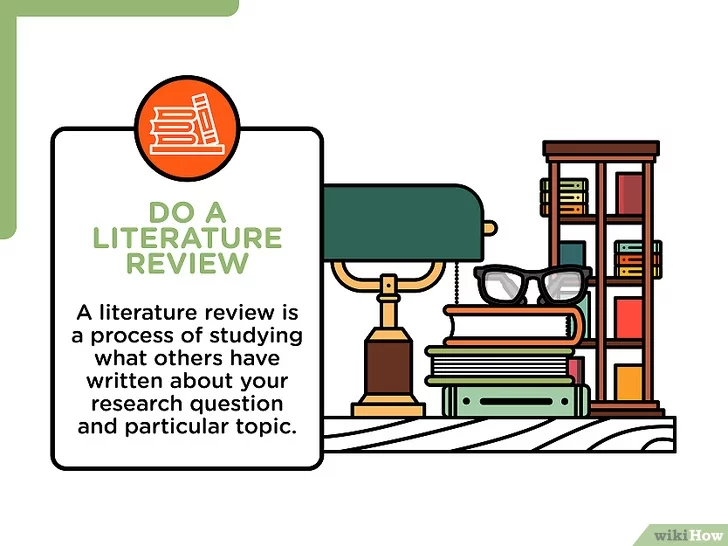 DO A
LITERATURE
REVIEW
A literature review is
a process of studying
what others have
written about your
research question
and particular topic.
wikiHow